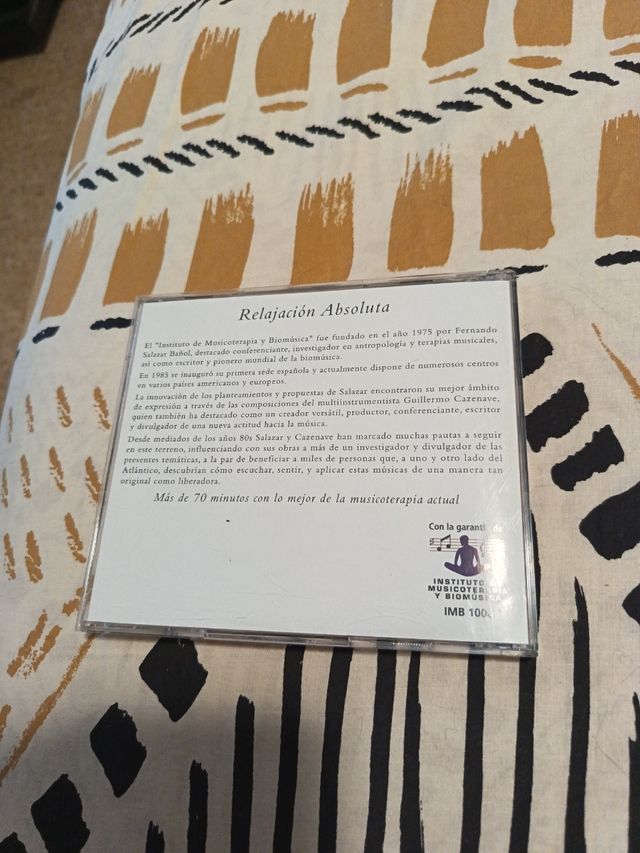 Relajación Absoluta
El "Instituto de Musicoterapia y Biomúsica" fue fundado en el año 1975 por Fernando
Salazar Bañol, destacado conferenciante, investigador en antropología y terapias musicales,
así como escritor y pionero mundial de la biomúsica.
En 1985 se inauguró su primera sede española y actualmente dispone de numerosos centros
en varios países americanos y europeos.
La innovación de los planteamientos y propuestas de Salazar encontraron su mejor ámbito
de expresión a través de las composiciones del multiinstrumentista Guillermo Cazenave,
quien también ha destacado como un creador versátil, productor, conferenciante, escritor
y divulgador de una nueva actitud hacia la música.
Desde mediados de los años 80s Salazar y Cazenave han marcado muchas pautas a seguir
en este terreno, influenciando con sus obras a más de un investigador y divulgador de las
presentes temáticas, a la par de beneficiar a miles de personas que, a uno y otro lado del
Atlántico, descubrían cómo escuchar, sentir, y aplicar estas músicas de una manera tan
original como liberadora.
Más de 70 minutos con lo mejor de la musicoterapia actual
Con la garantía de
INSTITUTO DE
MUSICOTERAPIA
Y BIOMÚSICA
IMB